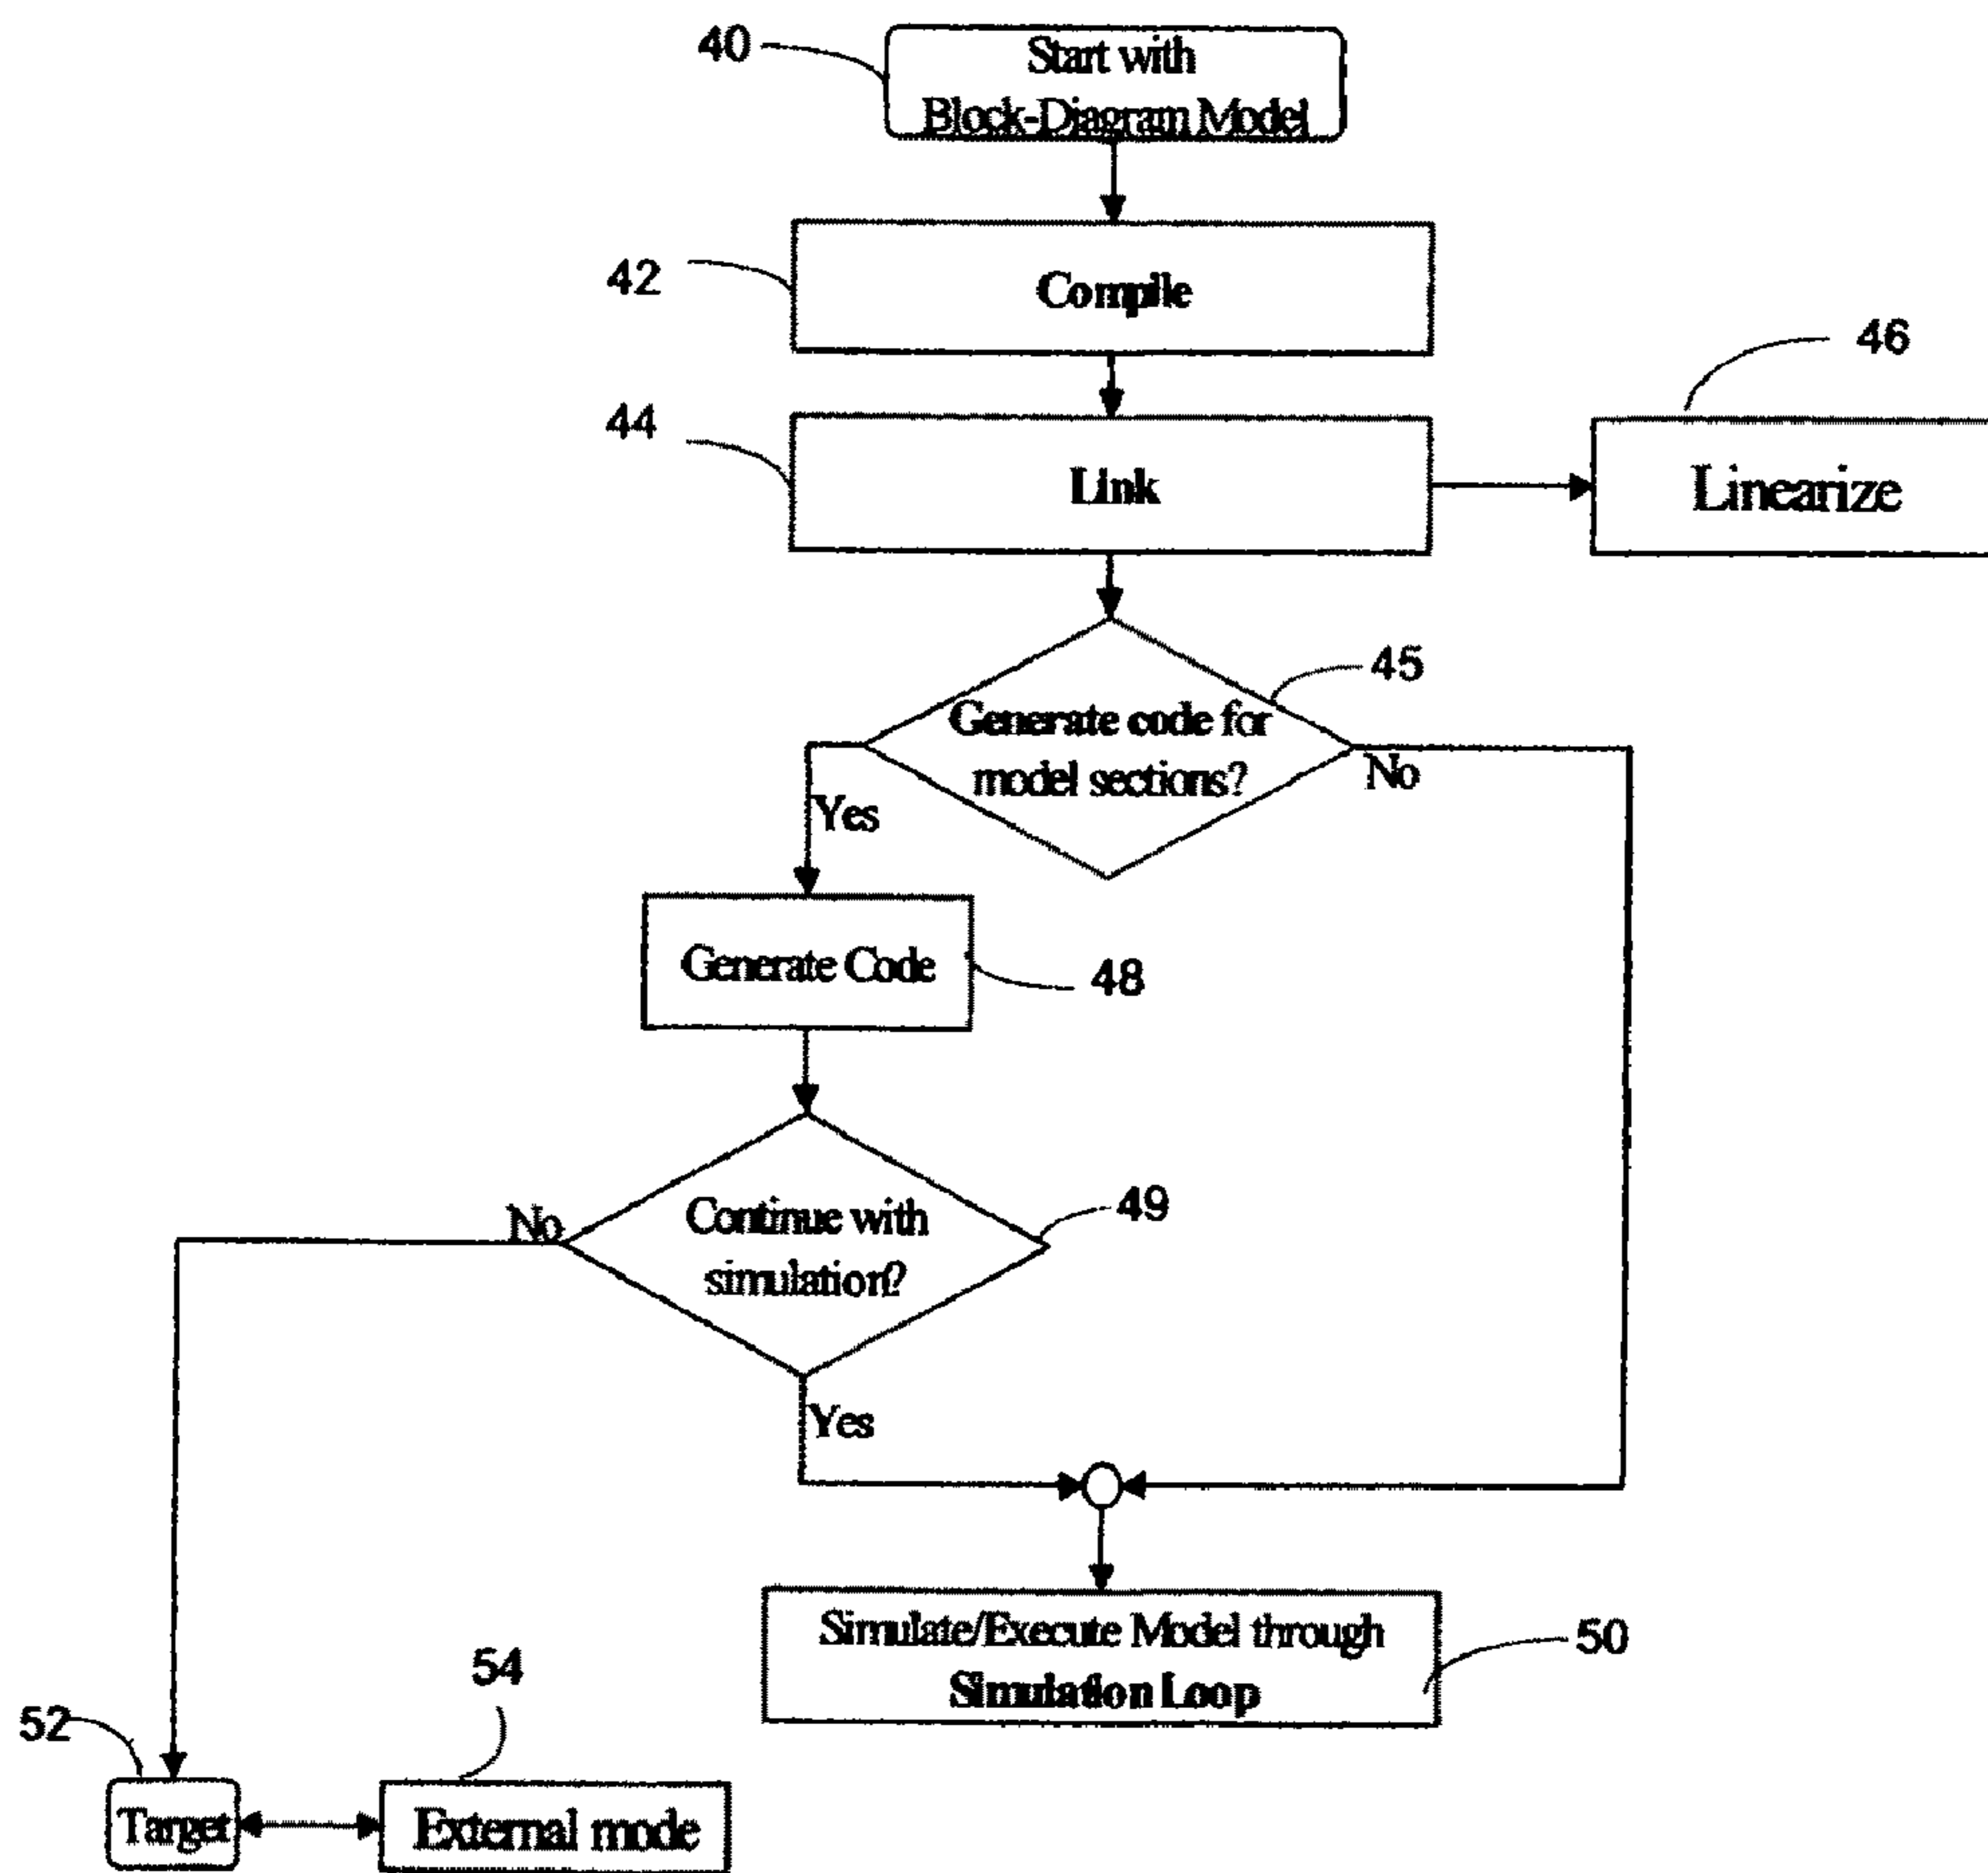 40
Start with
Block-Diagram Model
42
Compile
46
44
Link
Linearize
45
Generate code for
model sections?
No
Yes
Generate Code
48
49
No
Continue with
simulation?
Yes
Simulate/Execute Model through
Simulation Loop
50
54
52
Target
External mode